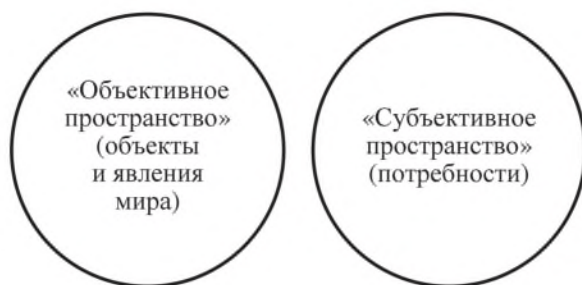 «Объективное
пространство»
(объекты
и явления
мира)
«Субъективное
пространство»
(потребности)